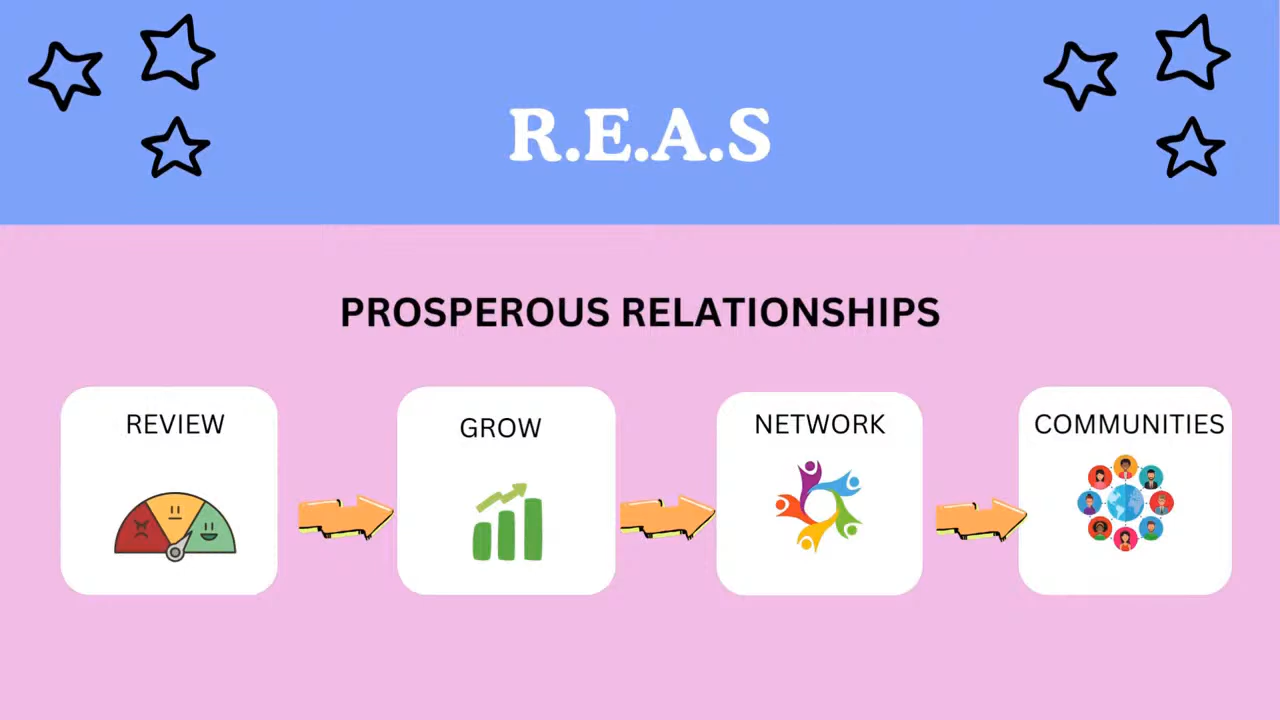 R.E.A.S
PROSPEROUS RELATIONSHIPS
REVIEW
GROW
NETWORK
COMMUNITIES